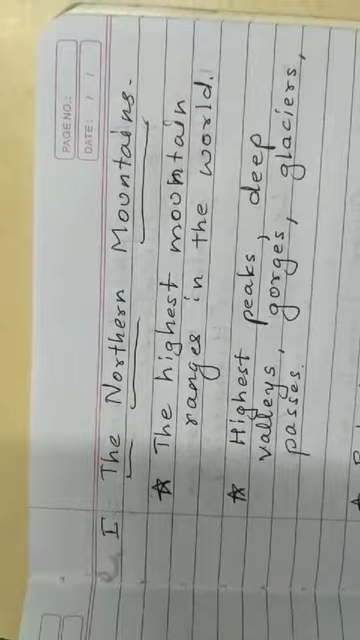 PAGE NO.:
DATE: / /
I The Northern Mountains.
☆ The highest mountain
ranges in the world.
☆ Highest peaks, deep
valleys, gorges, glaciers,
passes.